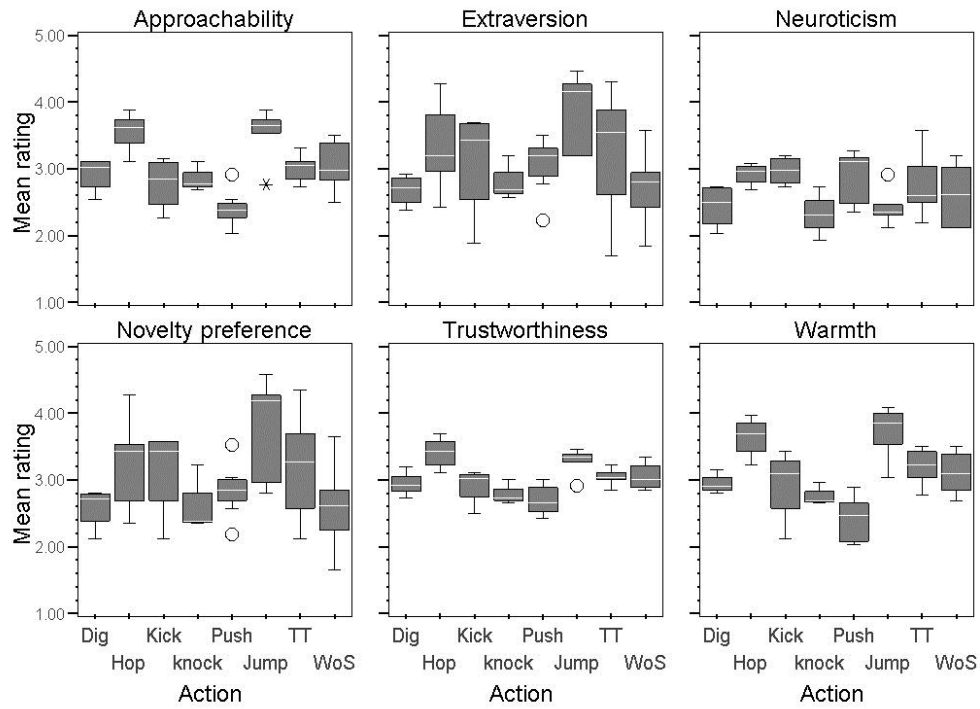 Approachability Extraversion Neuroticism
5.00
4.00
3.00
2.00
1.00
Mean rating
Novelty preference Trustworthiness Warmth
5.00
4.00
3.00
2.00
1.00
Mean rating
Dig Kick Push TT Dig Kick Push TT Dig Kick Push TT
Hop knock Jump WoS Hop knock Jump WoS Hop knock Jump WoS
Action Action Action